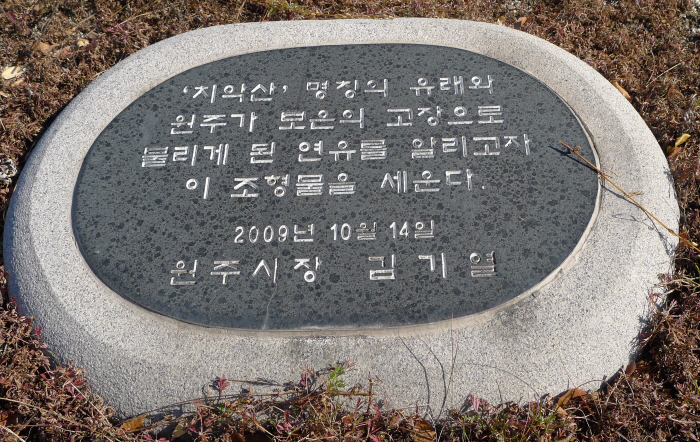 '치악산' 명칭의 유래와
원주가 보은의 고장으로
불리게 된 연유를 알리고자
이 조형물을 세운다.
2009년 10월 14일
원주시장 김기열